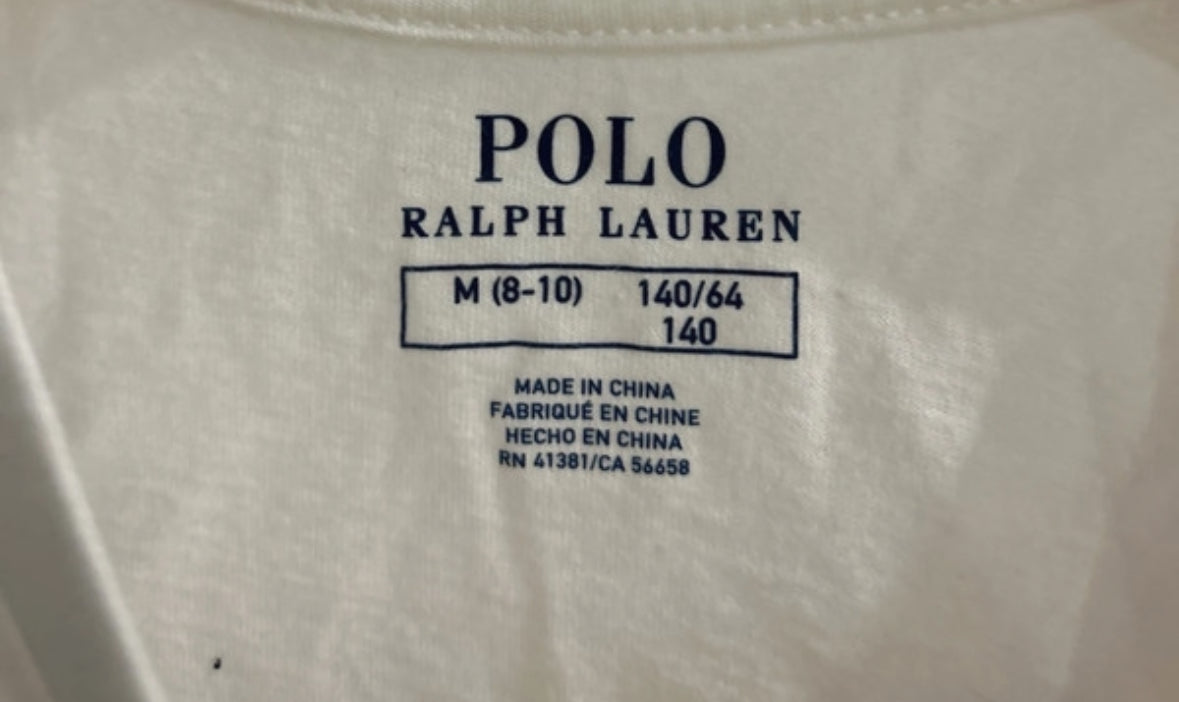 POLO
RALPH LAUREN
M (8-10) 140/64
140
MADE IN CHINA
FABRIQUÉ EN CHINE
HECHO EN CHINA
RN 41381/CA 56658